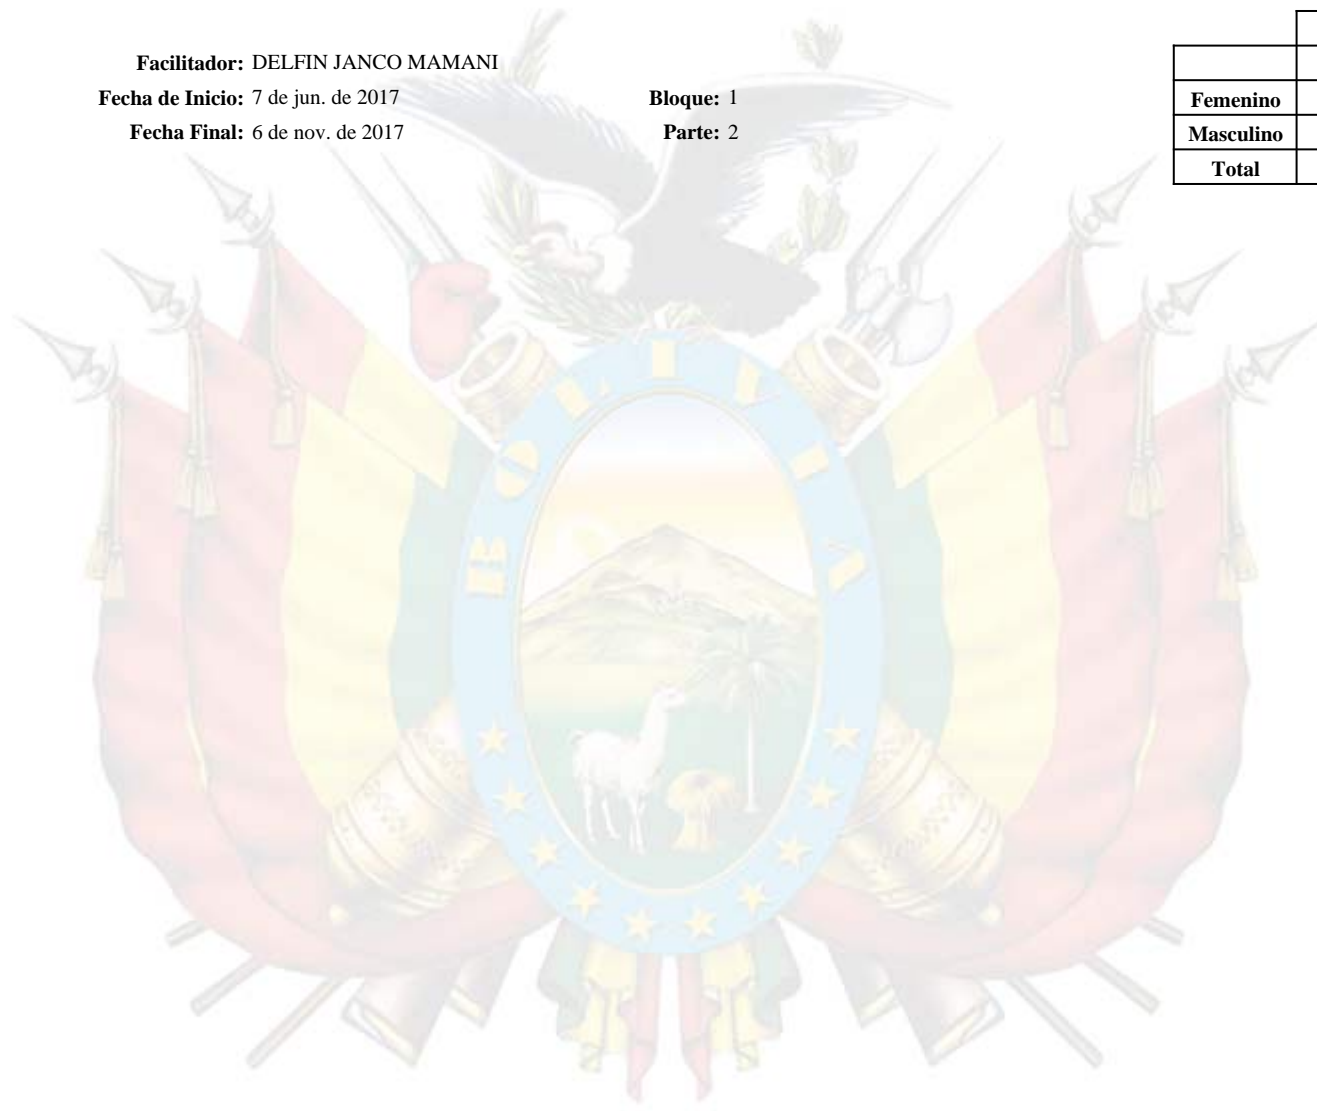 Facilitador: DELFIN JANCO MAMANI
Fecha de Inicio: 7 de jun. de 2017 Bloque: 1
Fecha Final: 6 de nov. de 2017 Parte: 2
Femenino
Masculino
Total
BOLIVIA